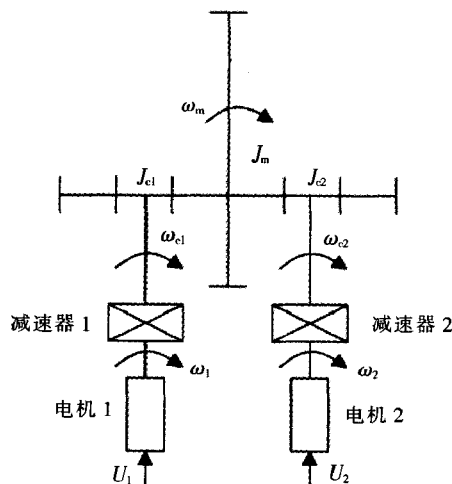 ω_m
J_m
J_c1
J_c2
ω_c1
ω_c2
减速器 1
减速器 2
ω_1
ω_2
电机 1
电机 2
U_1
U_2